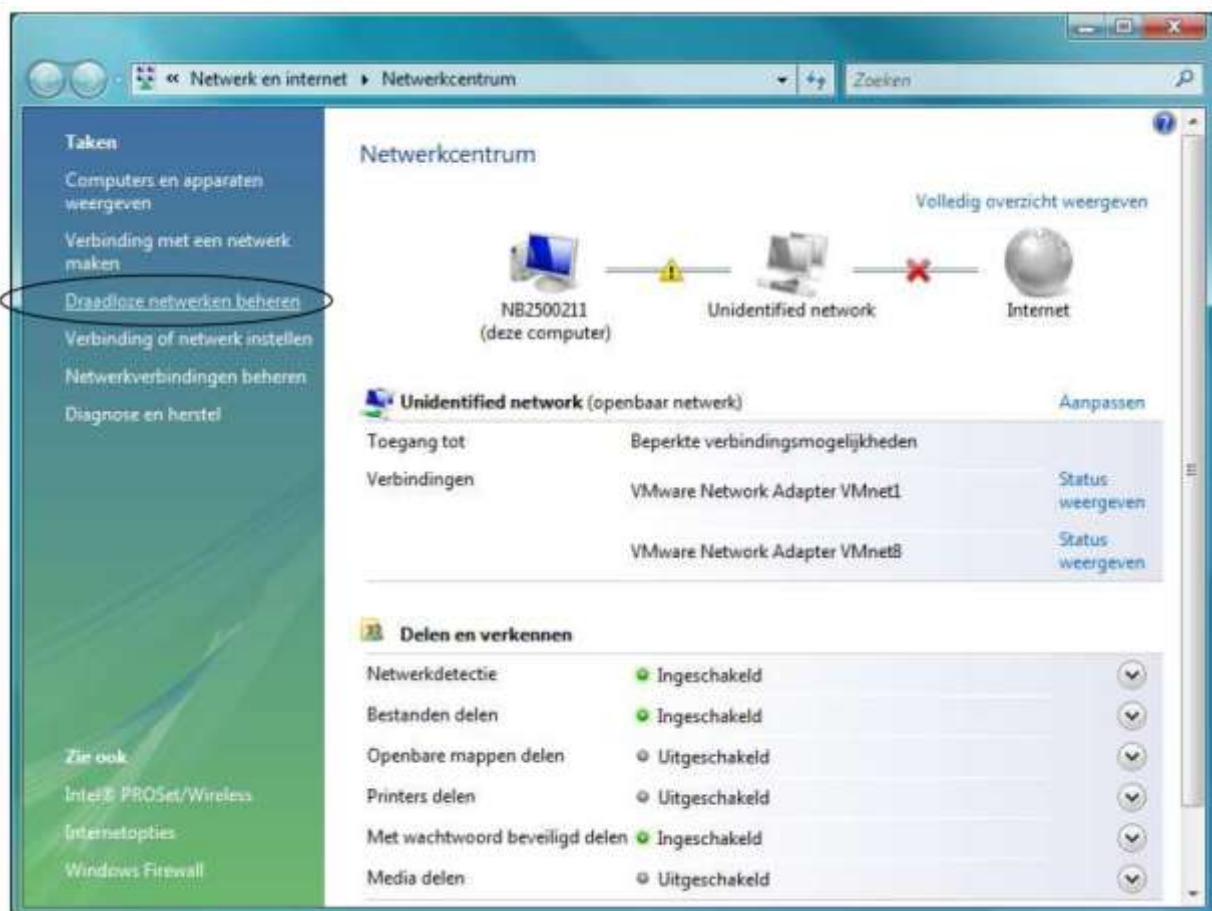 « Netwerk en internet ▸ Netwerkcentrum
Zoeken
Taken
Computers en apparaten
weergeven
Verbinding met een netwerk
maken
Draadloze netwerken beheren
Verbinding of netwerk instellen
Netwerkverbindingen beheren
Diagnose en herstel
Zie ook
Intel® PROSet/Wireless
Internetopties
Windows Firewall
Netwerkcentrum
Volledig overzicht weergeven
NB2500211
(deze computer)
Unidentified network
Internet
Unidentified network (openbaar netwerk) Aanpassen
Toegang tot Beperkte verbindingsmogelijkheden
Verbindingen VMware Network Adapter VMnet1 Status
weergeven
VMware Network Adapter VMnet8 Status
weergeven
Delen en verkennen
Netwerkdetectie Ingeschakeld
Bestanden delen Ingeschakeld
Openbare mappen delen Uitgeschakeld
Printers delen Uitgeschakeld
Met wachtwoord beveiligd delen Ingeschakeld
Media delen Uitgeschakeld